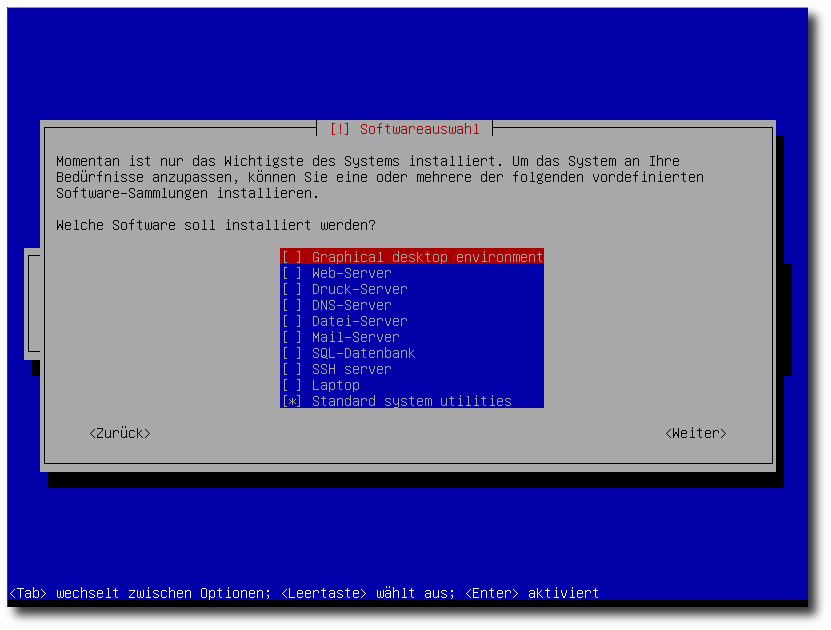 [!] Softwareauswahl
Momentan ist nur das Wichtigste des Systems installiert. Um das System an Ihre
Bedürfnisse anzupassen, können Sie eine oder mehrere der folgenden vordefinierten
Software-Sammlungen installieren.
Welche Software soll installiert werden?
[ ] Graphical desktop environment
[ ] Web-Server
[ ] Druck-Server
[ ] DNS-Server
[ ] Datei-Server
[ ] Mail-Server
[ ] SQL-Datenbank
[ ] SSH server
[ ] Laptop
[*] Standard system utilities
<Zurück> <Weiter>
<Tab> wechselt zwischen Optionen; <Leertaste> wählt aus; <Enter> aktiviert